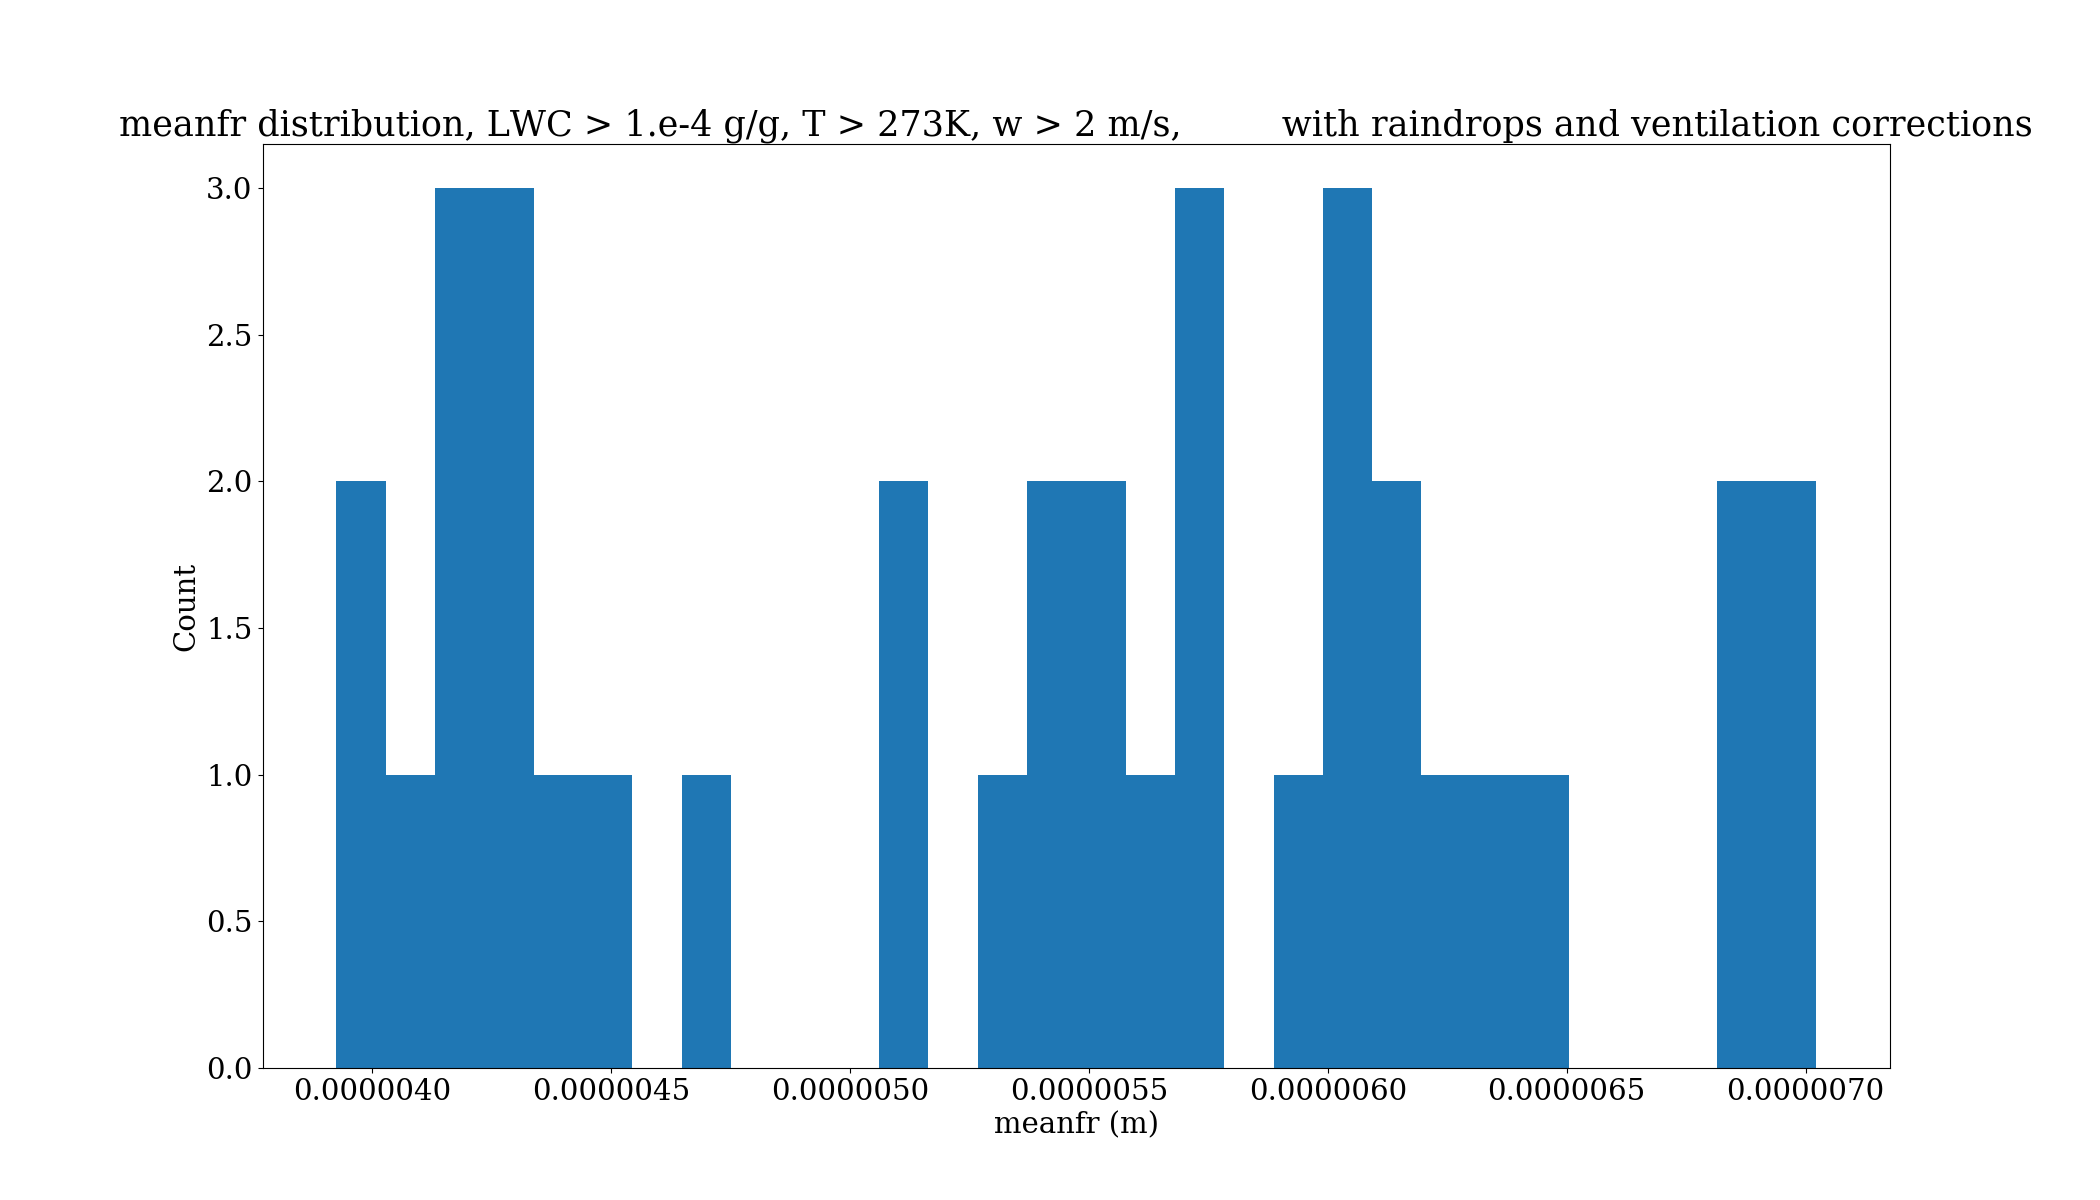 meanfr distribution, LWC > 1.e-4 g/g, T > 273K, w > 2 m/s,         with raindrops and ventilation corrections
3.0
2.5
2.0
1.5
1.0
0.5
0.0
Count
0.0000040 0.0000045 0.0000050 0.0000055 0.0000060 0.0000065 0.0000070
meanfr (m)